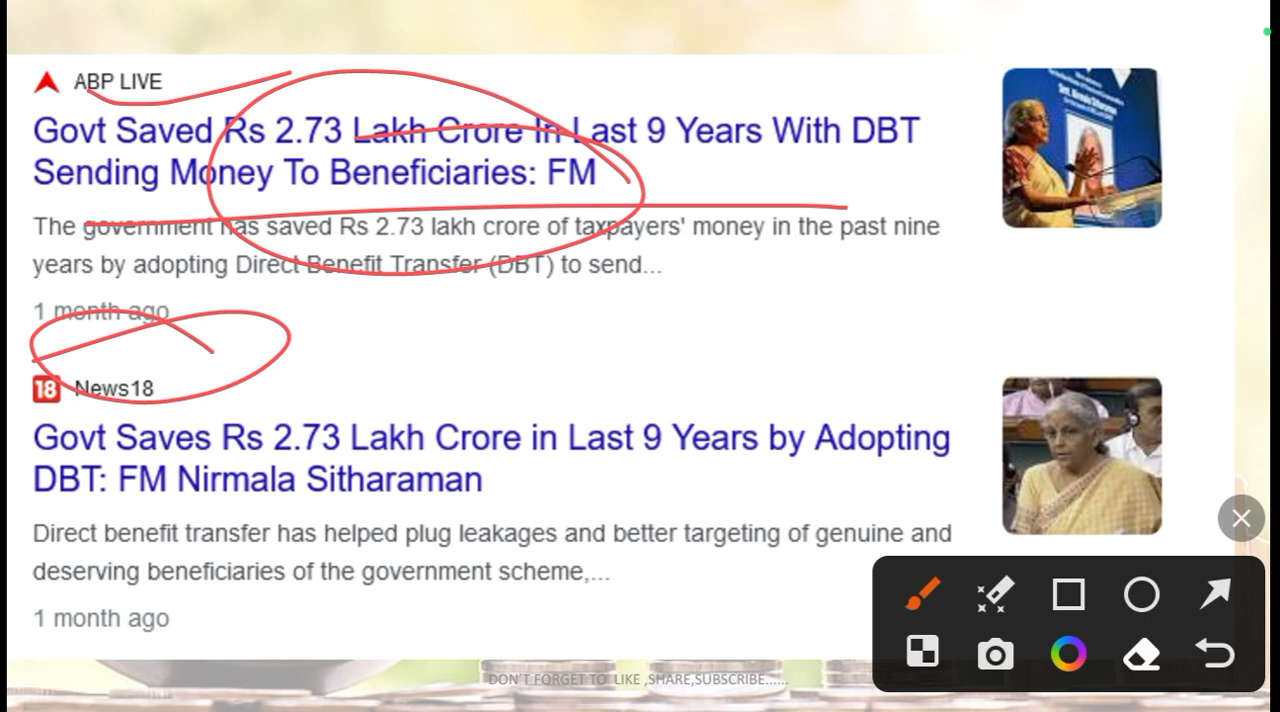 ABP LIVE
Govt Saved Rs 2.73 Lakh Crore In Last 9 Years With DBT
Sending Money To Beneficiaries: FM
The government has saved Rs 2.73 lakh crore of taxpayers' money in the past nine
years by adopting Direct Benefit Transfer (DBT) to send...
1 month ago
18 News18
Govt Saves Rs 2.73 Lakh Crore in Last 9 Years by Adopting
DBT: FM Nirmala Sitharaman
Direct benefit transfer has helped plug leakages and better targeting of genuine and
deserving beneficiaries of the government scheme,...
1 month ago
DON'T FORGET TO LIKE ,SHARE,SUBSCRIBE......